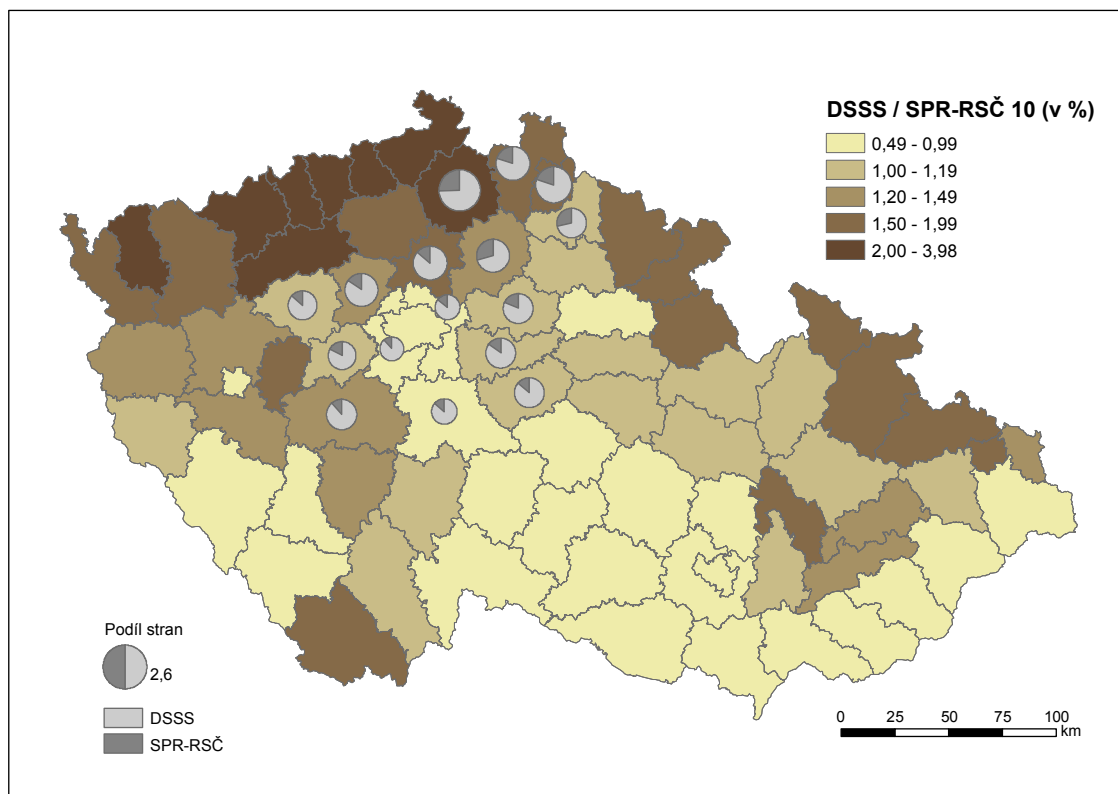 DSSS / SPR-RSČ 10 (v %)
0,49 - 0,99
1,00 - 1,19
1,20 - 1,49
1,50 - 1,99
2,00 - 3,98
Podíl stran
2,6
DSSS
SPR-RSČ
0 25 50 75 100
km